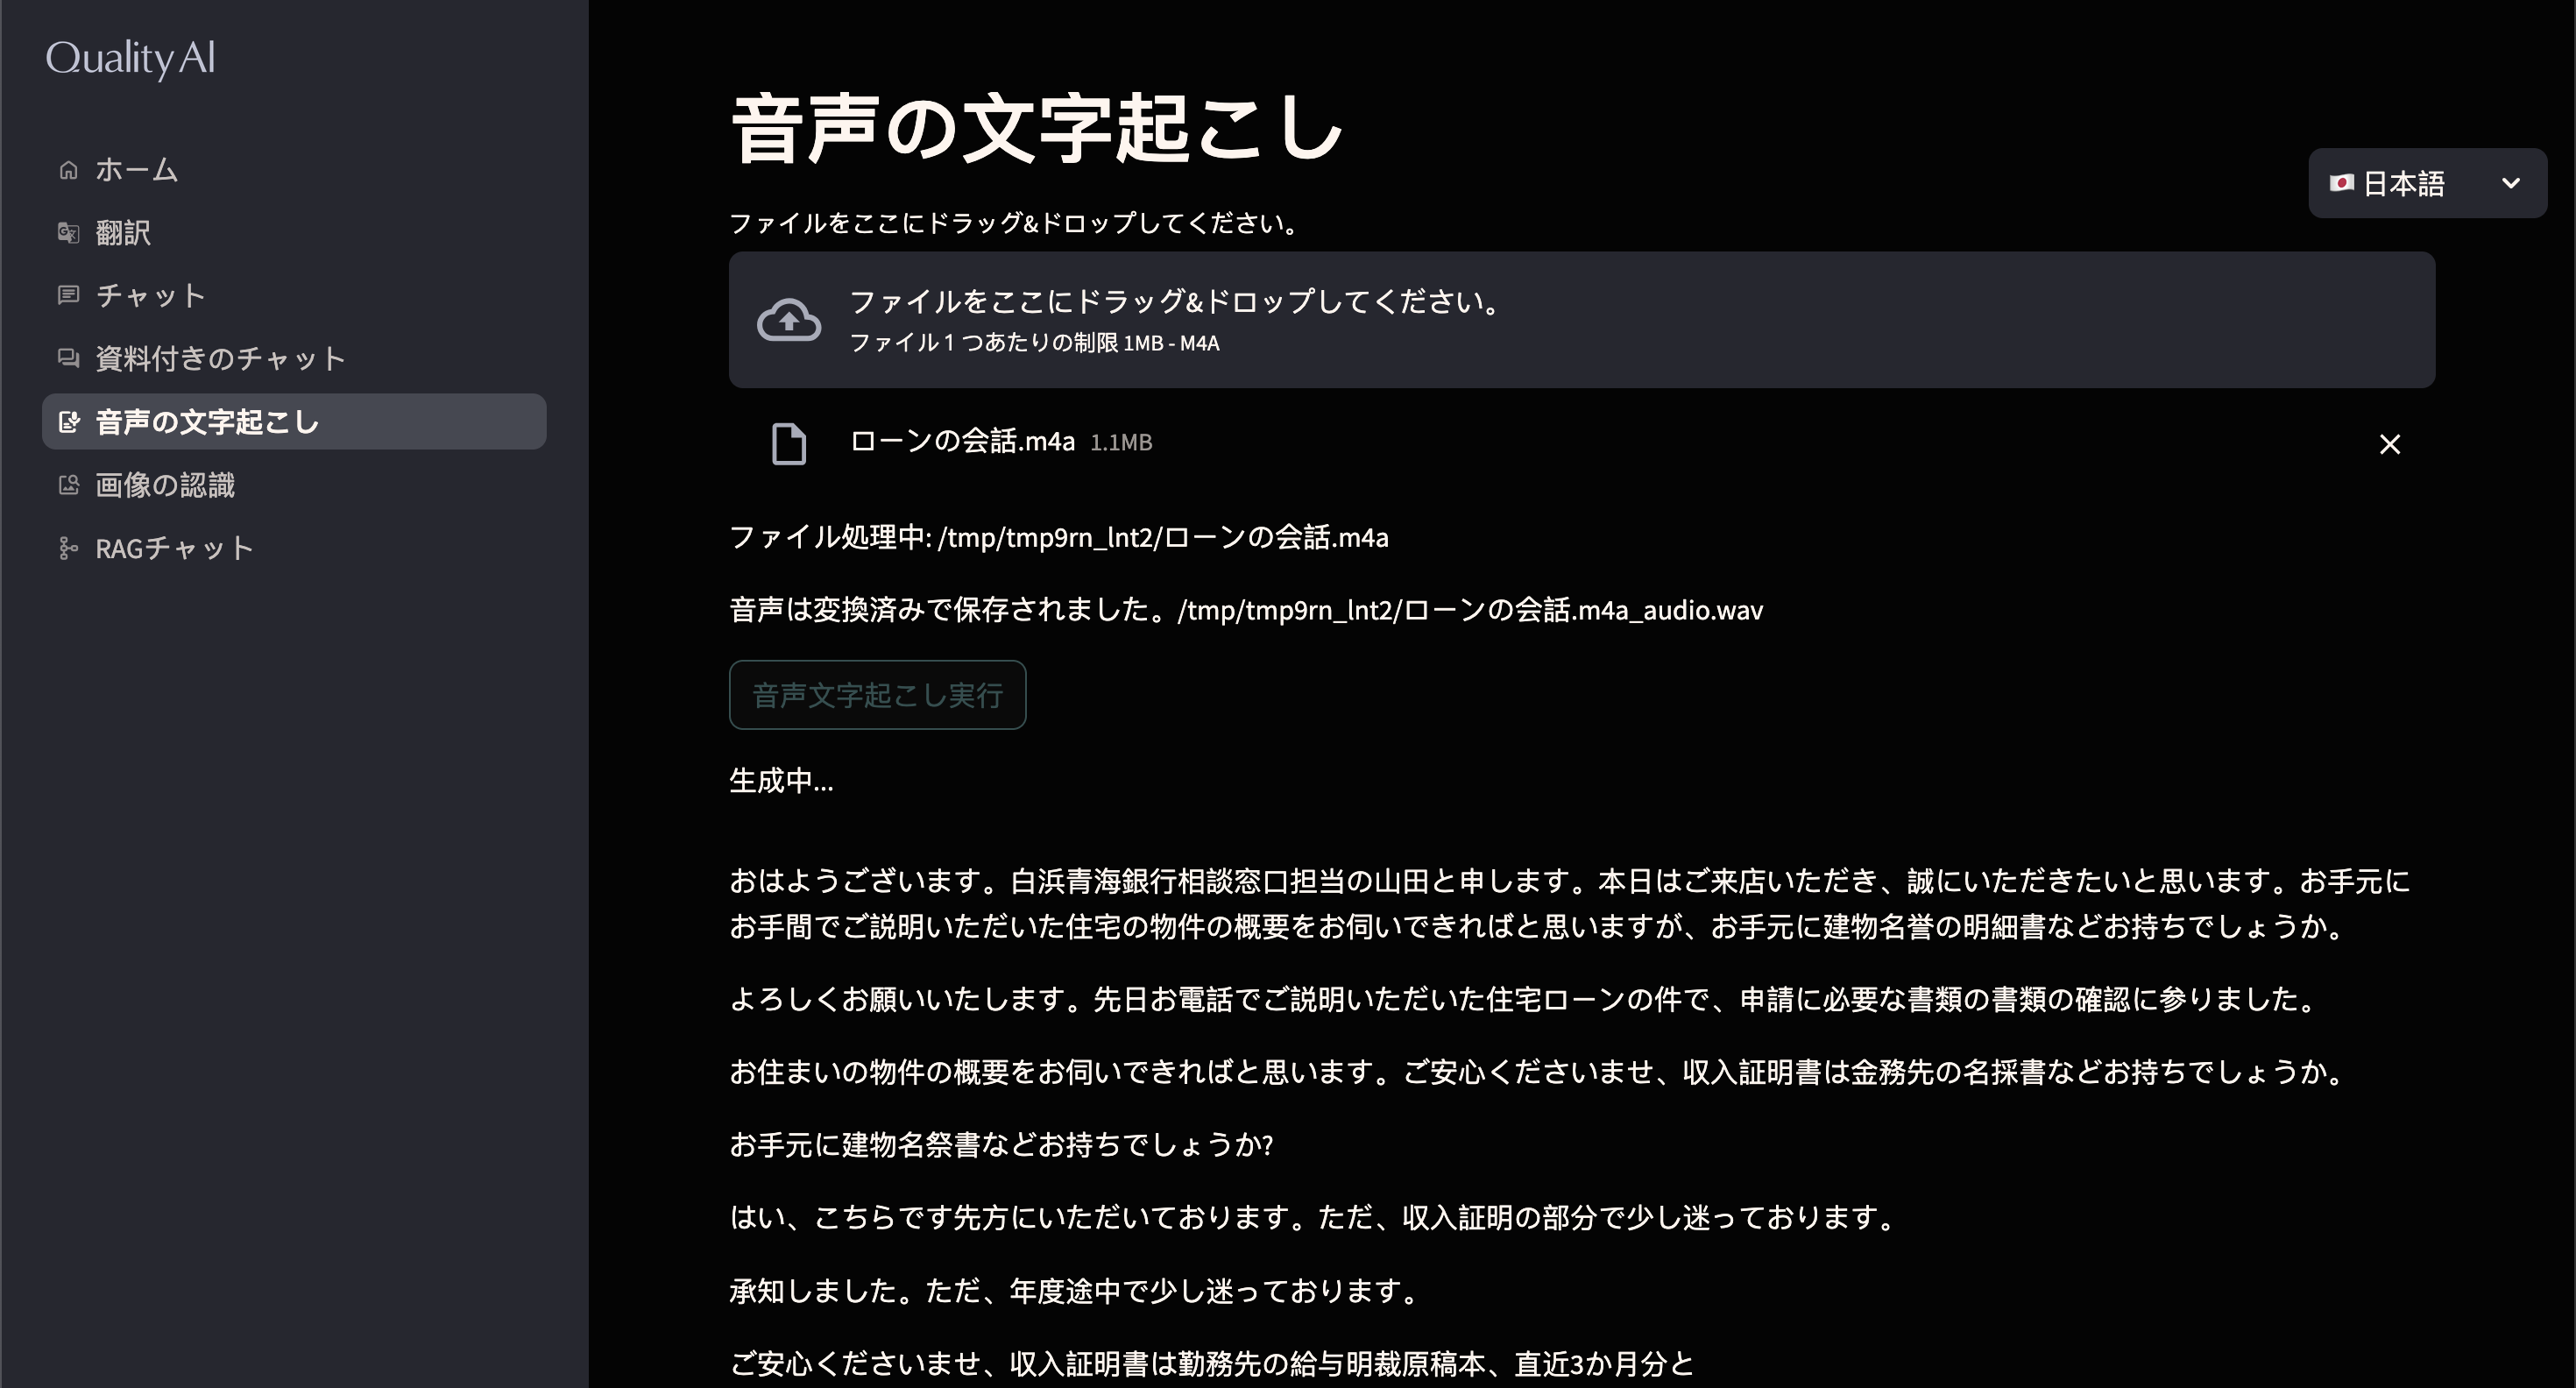 Quality AI
ホーム
翻訳
チャット
資料付きのチャット
音声の文字起こし
画像の認識
RAGチャット
音声の文字起こし
日本語
ファイルをここにドラッグ&ドロップしてください。
ファイルをここにドラッグ&ドロップしてください。
ファイル 1 つあたりの制限 1MB - M4A
ローンの会話.m4a 1.1MB
ファイル処理中: /tmp/tmp9rn_lnt2/ローンの会話.m4a
音声は変換済みで保存されました。/tmp/tmp9rn_lnt2/ローンの会話.m4a_audio.wav
音声文字起こし実行
生成中...
おはようございます。白浜青海銀行相談窓口担当の山田と申します。本日はご来店いただき、誠にいただきたいと思います。お手元に
お手間でご説明いただいた住宅の物件の概要をお伺いできればと思いますが、お手元に建物名誉の明細書などお持ちでしょうか。
よろしくお願いいたします。先日お電話でご説明いただいた住宅ローンの件で、申請に必要な書類の書類の確認に参りました。
お住まいの物件の概要をお伺いできればと思います。ご安心くださいませ、収入証明書は金務先の名採書などお持ちでしょうか。
お手元に建物名祭書などお持ちでしょうか?
はい、こちらです先方にいただいております。ただ、収入証明の部分で少し迷っております。
承知しました。ただ、年度途中で少し迷っております。
ご安心くださいませ、収入証明書は勤務先の給与明裁原稿本、直近3か月分と